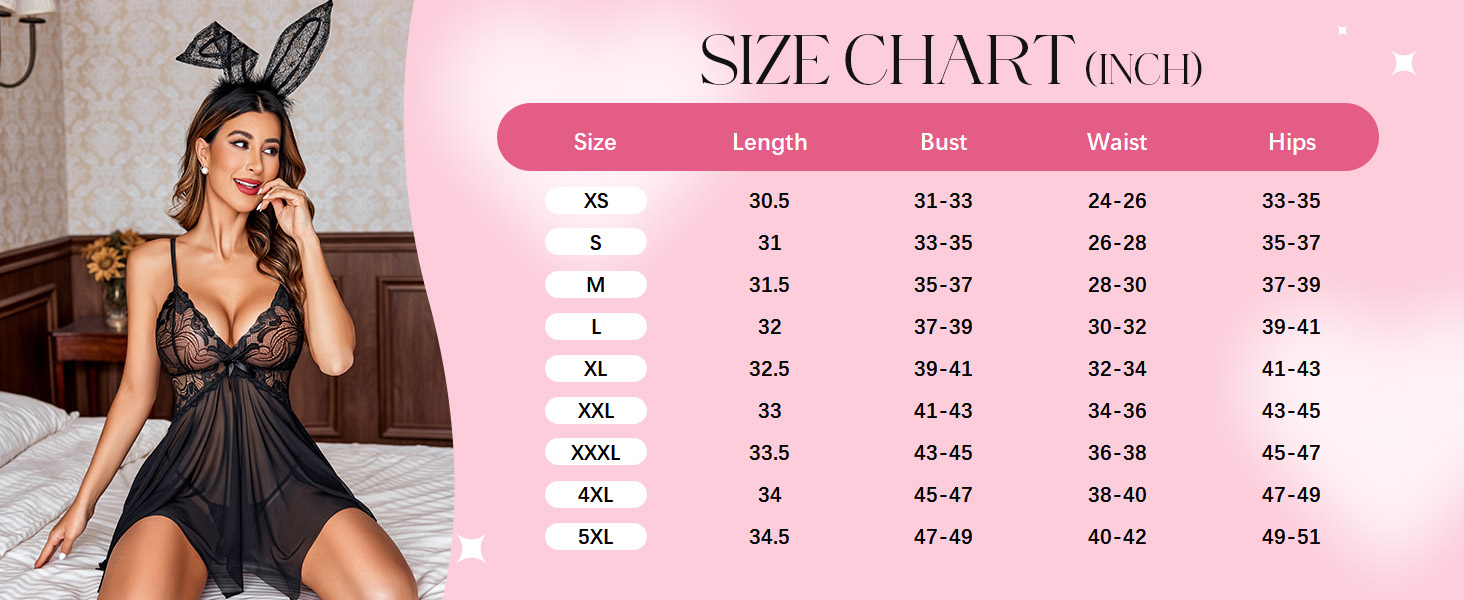 SIZE CHART (INCH)
Size Length Bust Waist Hips
XS 30.5 31-33 24-26 33-35
S 31 33-35 26-28 35-37
M 31.5 35-37 28-30 37-39
L 32 37-39 30-32 39-41
XL 32.5 39-41 32-34 41-43
XXL 33 41-43 34-36 43-45
XXXL 33.5 43-45 36-38 45-47
4XL 34 45-47 38-40 47-49
5XL 34.5 47-49 40-42 49-51